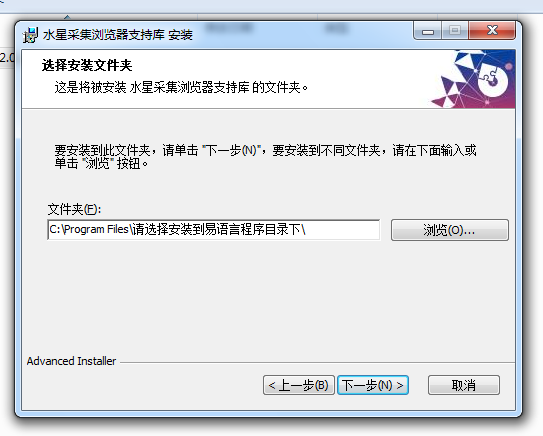 水星采集浏览器支持库 安装
2.0
选择安装文件夹
这是将被安装 水星采集浏览器支持库 的文件夹。
要安装到此文件夹，请单击 "下一步(N)"，要安装到不同文件夹，请在下面输入或
单击 "浏览" 按钮。
文件夹(F):
C:\Program Files\请选择安装到易语言程序目录下\
浏览(O)...
Advanced Installer
< 上一步(B)
下一步(N) >
取消